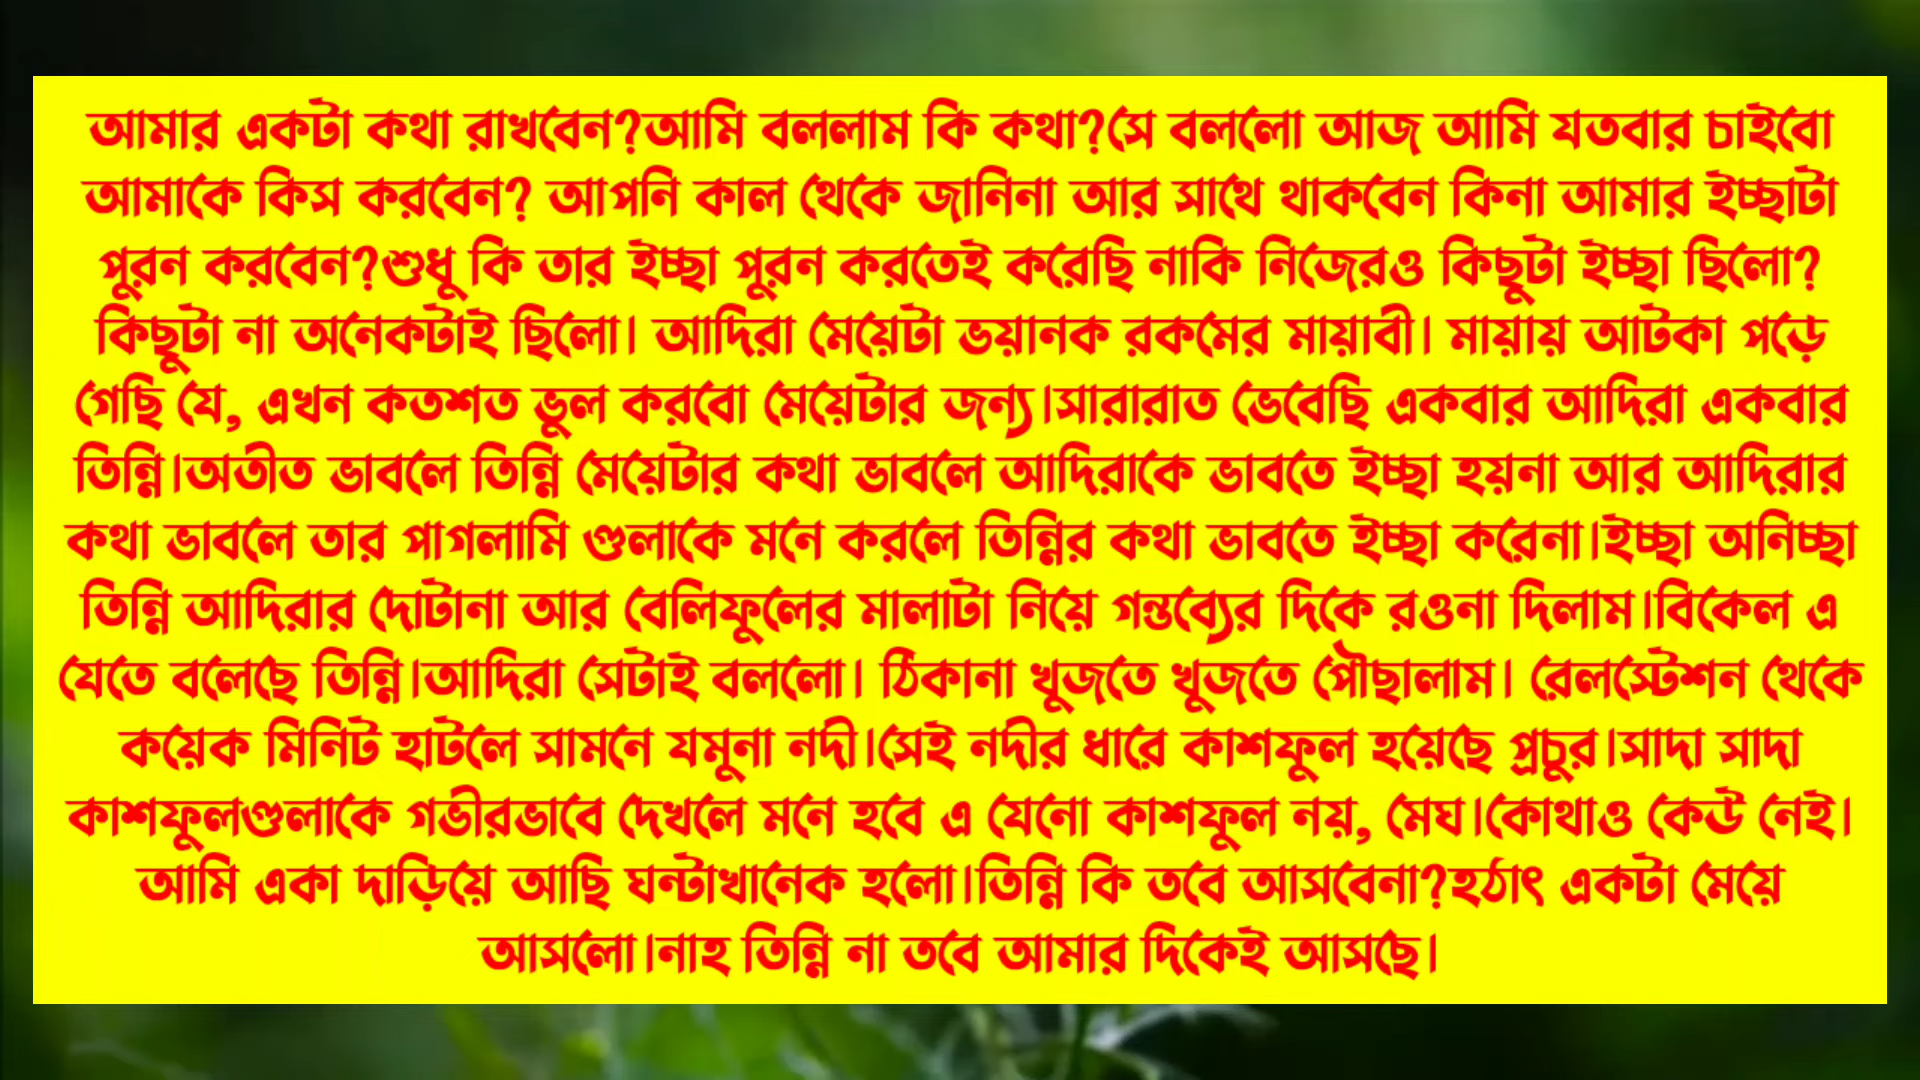 আমার একটা কথা রাখবেন?আমি বললাম কি কথা?সে বললো আজ আমি যতবার চাইবো
আমাকে কিস করবেন? আপনি কাল থেকে জানিনা আর সাথে থাকবেন কিনা আমার ইচ্ছাটা
পুরন করবেন?শুধু কি তার ইচ্ছা পুরন করতেই করেছি নাকি নিজেরও কিছুটা ইচ্ছা ছিলো?
কিছুটা না অনেকটাই ছিলো। আদিরা মেয়েটা ভয়ানক রকমের মায়াবী। মায়ায় আটকা পড়ে
গেছি যে, এখন কতশত ভুল করবো মেয়েটার জন্য।সারারাত ভেবেছি একবার আদিরা একবার
তিন্নি।অতীত ভাবলে তিন্নি মেয়েটার কথা ভাবলে আদিরাকে ভাবতে ইচ্ছা হয়না আর আদিরার
কথা ভাবলে তার পাগলামি গুলাকে মনে করলে তিন্নির কথা ভাবতে ইচ্ছা করেনা।ইচ্ছা অনিচ্ছা
তিন্নি আদিরার দোটানা আর বেলিফুলের মালাটা নিয়ে গন্তব্যের দিকে রওনা দিলাম।বিকেল এ
যেতে বলেছে তিন্নি।আদিরা সেটাই বললো। ঠিকানা খুজতে খুজতে পৌছালাম। রেলস্টেশন থেকে
কয়েক মিনিট হাটলে সামনে যমুনা নদী।সেই নদীর ধারে কাশফুল হয়েছে প্রচুর।সাদা সাদা
কাশফুলগুলাকে গভীরভাবে দেখলে মনে হবে এ যেনো কাশফুল নয়, মেঘ।কোথাও কেউ নেই।
আমি একা দাড়িয়ে আছি ঘন্টাখানেক হলো।তিন্নি কি তবে আসবেনা?হঠাৎ একটা মেয়ে
আসলো।নাহ তিন্নি না তবে আমার দিকেই আসছে।